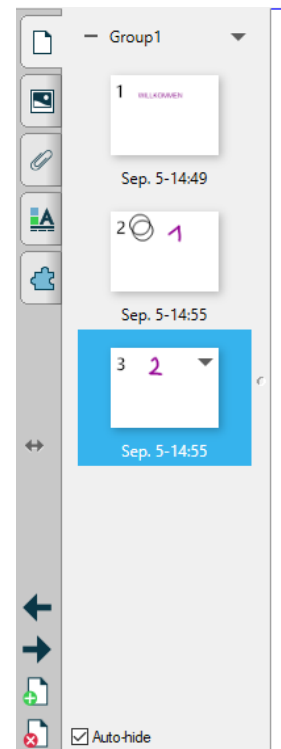 Group1
1 WILLKOMMEN
Sep. 5-14:49
2 1
Sep. 5-14:55
3 2
Sep. 5-14:55
Auto-hide